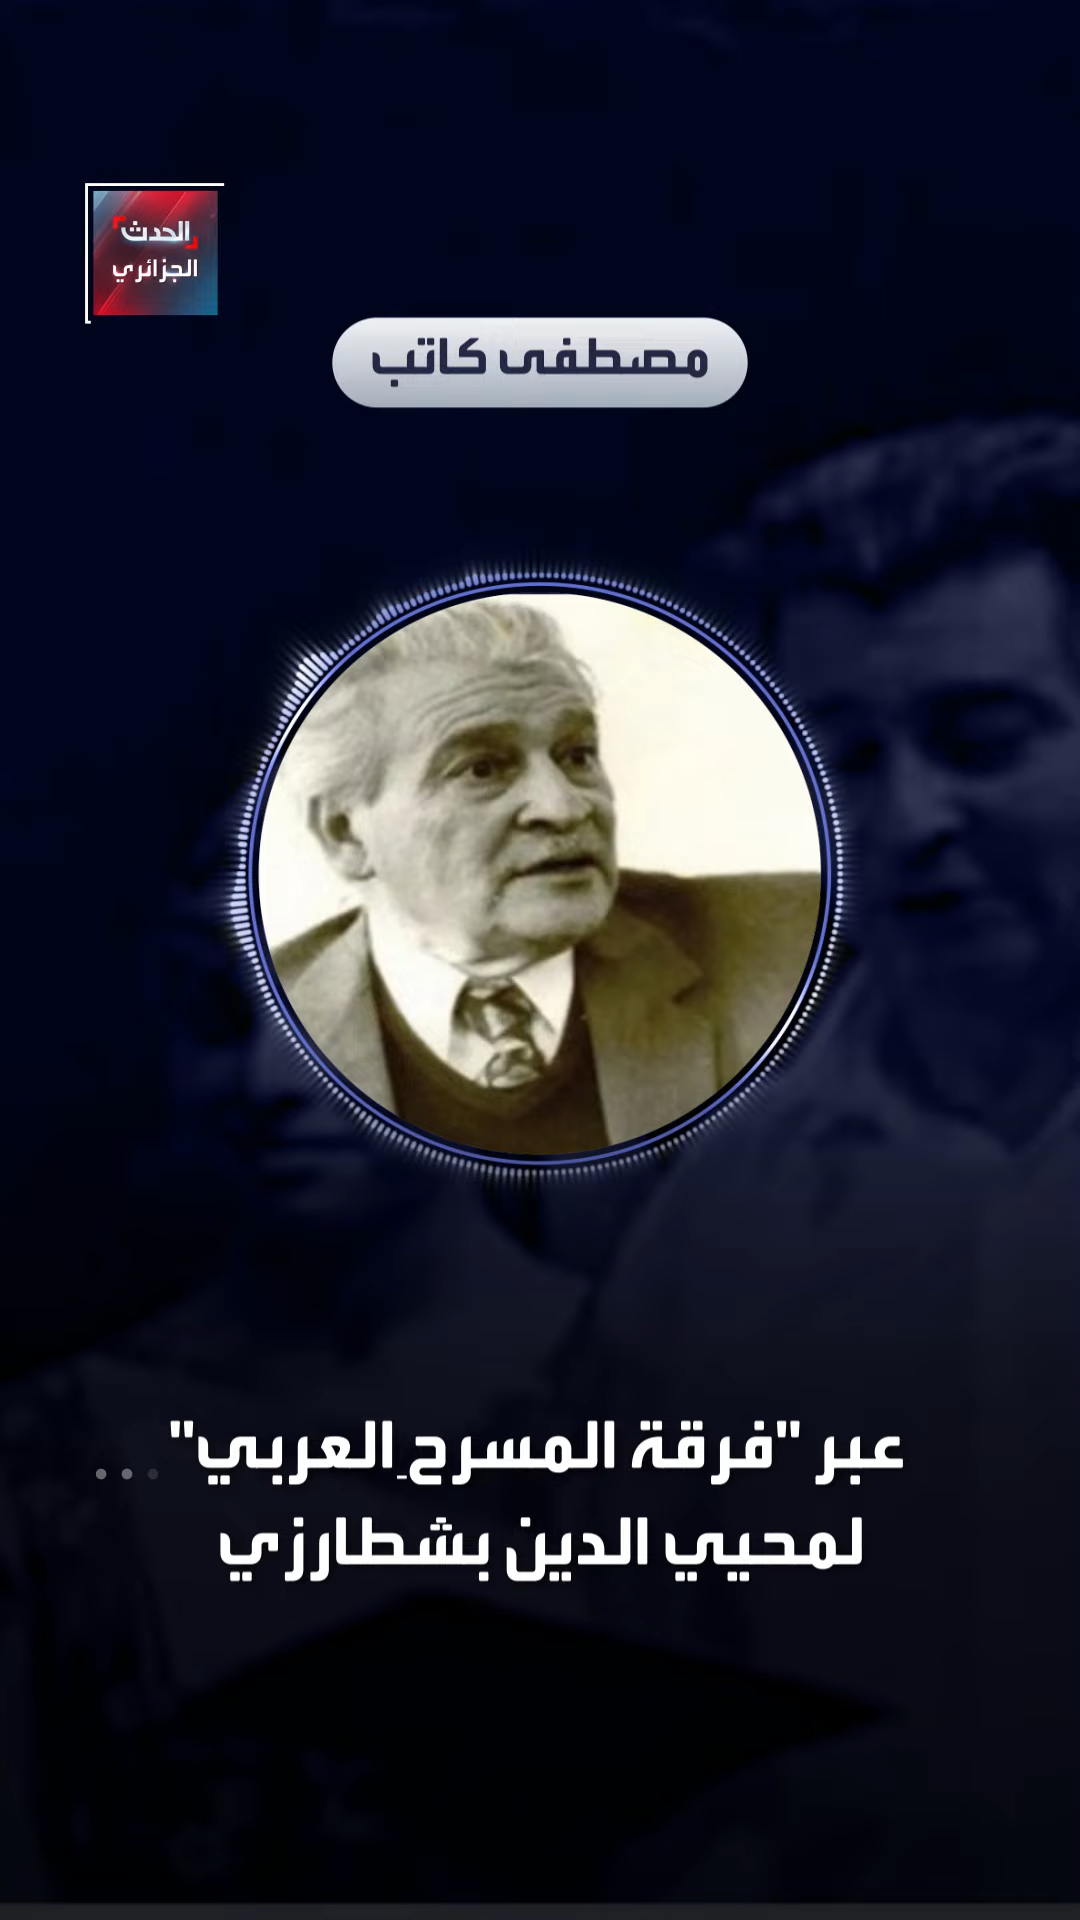 الحدث
الجزائري
مصطفى كاتب
عبر "فرقة المسرح العربي"
لمحيي الدين بشطارزي